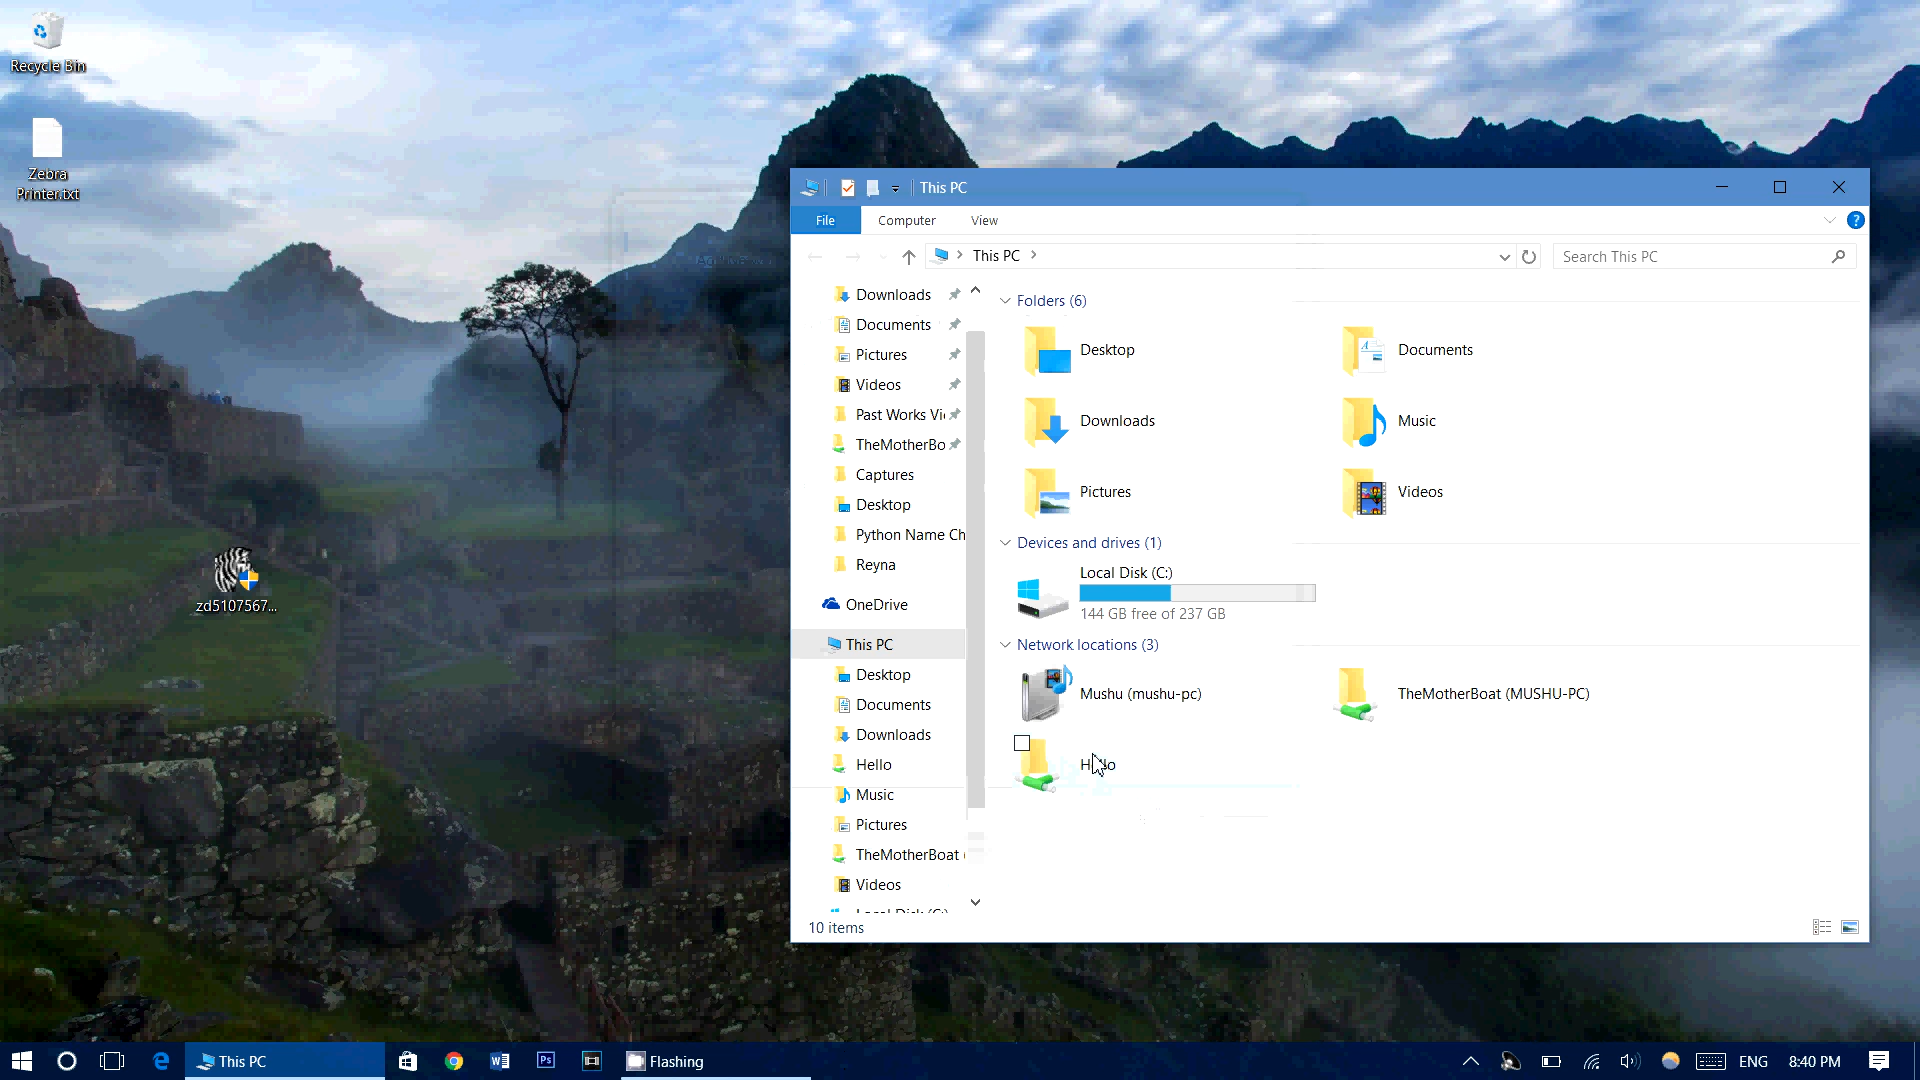 Recycle Bin
Zebra
Printer.txt
zd5107567...
This PC
File
Computer
View
This PC
Search This PC
Downloads
Documents
Pictures
Videos
Past Works Vi
TheMotherBo
Captures
Desktop
Python Name Ch
Reyna
OneDrive
This PC
Desktop
Documents
Downloads
Hello
Music
Pictures
TheMotherBoat (
Videos
Local Disk (C:)
Folders (6)
Desktop
Documents
Downloads
Music
Pictures
Videos
Devices and drives (1)
Local Disk (C:)
144 GB free of 237 GB
Network locations (3)
Mushu (mushu-pc)
TheMotherBoat (MUSHU-PC)
Hello
10 items
This PC
Flashing
ENG
8:40 PM